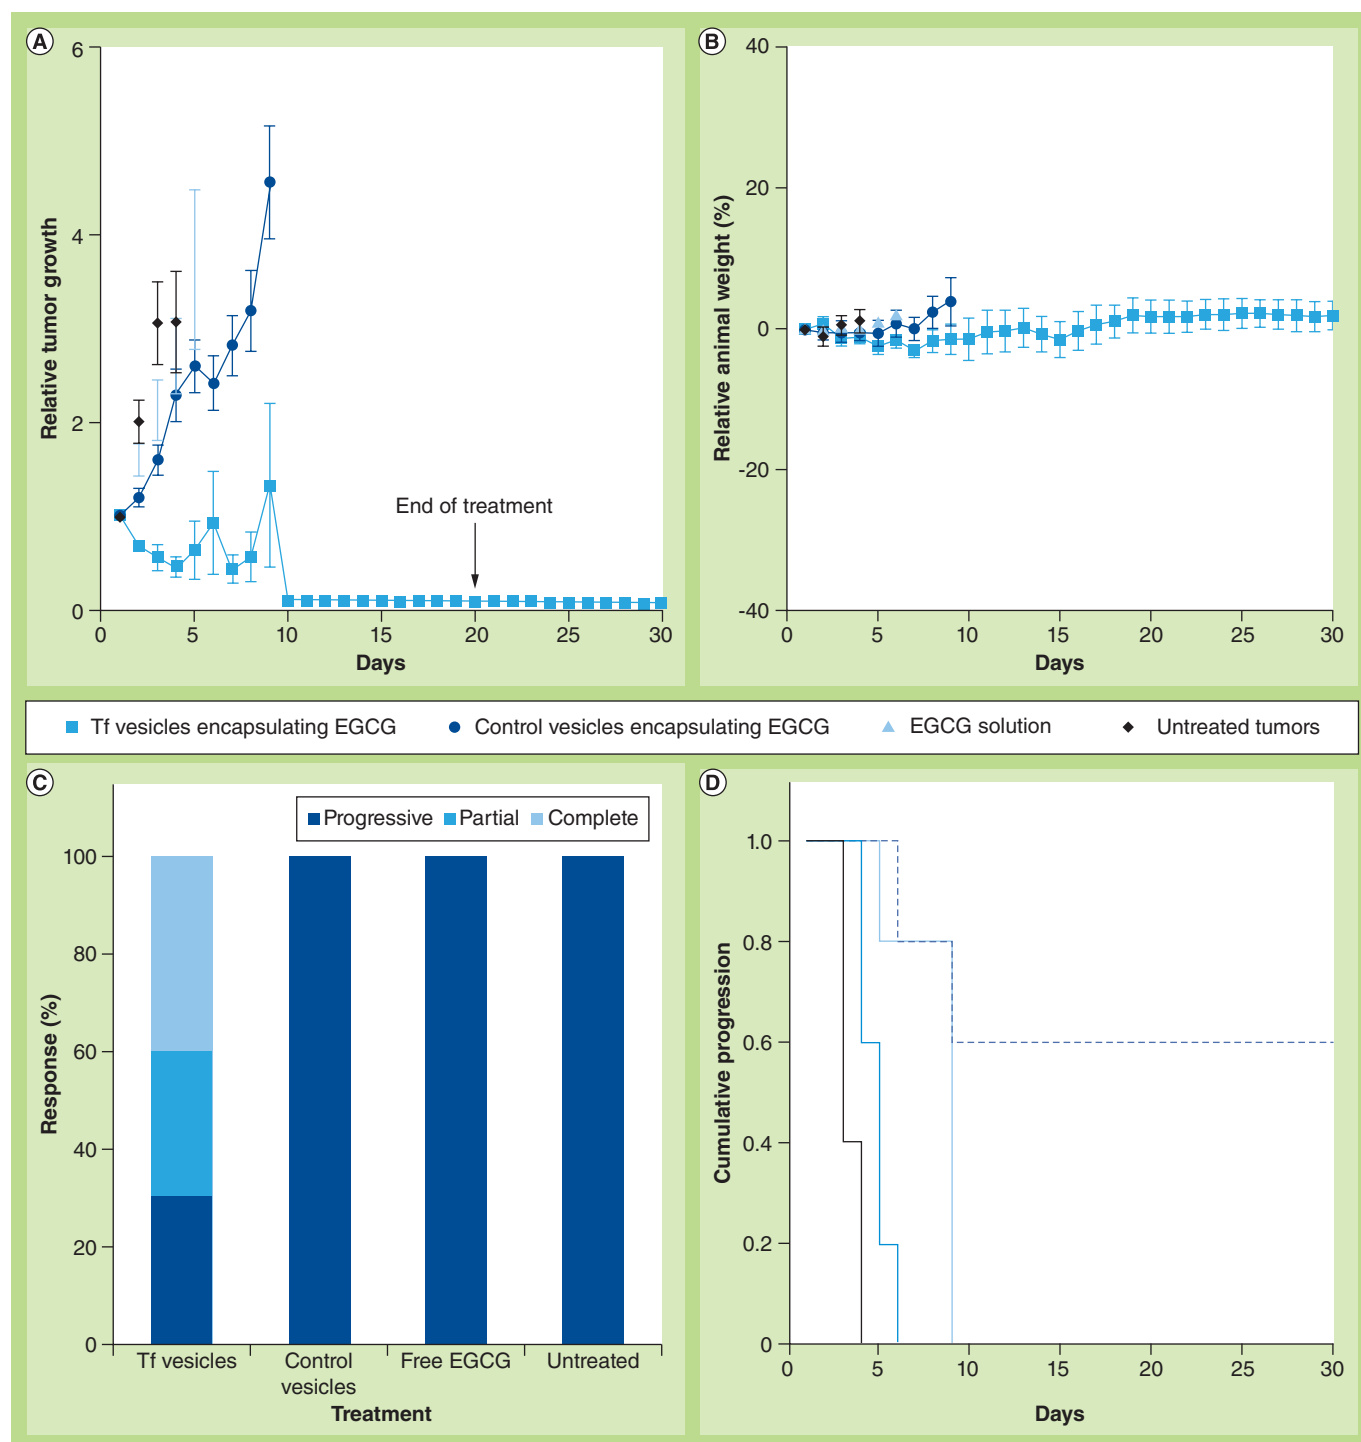 A
6
4
2
0
Relative tumor growth
End of treatment
0 5 10 15 20 25 30
Days
B
40
20
0
-20
-40
Relative animal weight (%)
0 5 10 15 20 25 30
Days
Tf vesicles encapsulating EGCG Control vesicles encapsulating EGCG EGCG solution Untreated tumors
C
Progressive Partial Complete
100
80
60
40
20
0
Response (%)
Tf vesicles Control vesicles Free EGCG Untreated
Treatment
D
1.0
0.8
0.6
0.4
0.2
0
Cumulative progression
0 5 10 15 20 25 30
Days